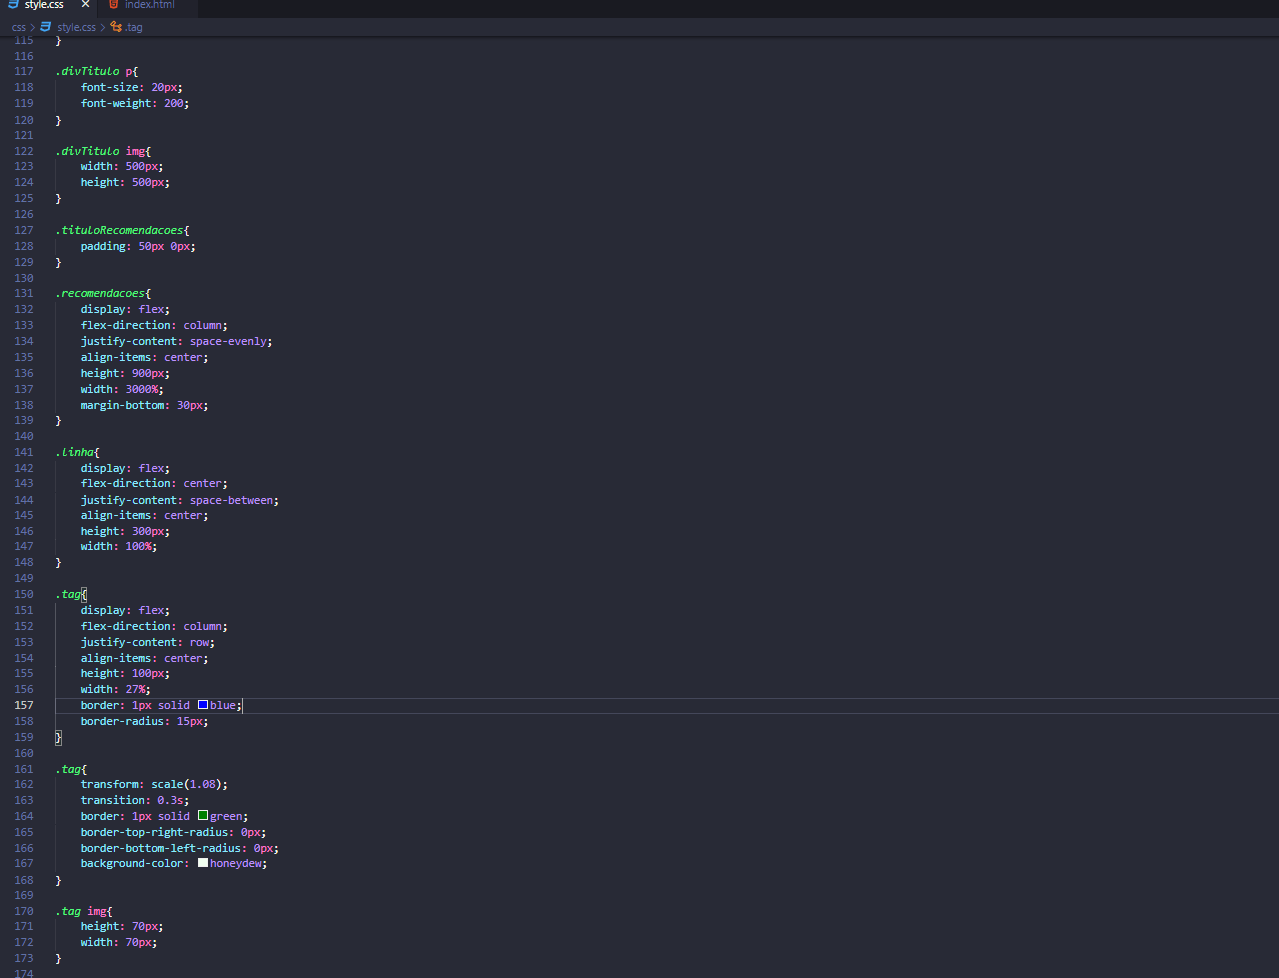 style.css × index.html
css > style.css > .tag
115 }
116
117 .divTitulo p{
118 font-size: 20px;
119 font-weight: 200;
120 }
121
122 .divTitulo img{
123 width: 500px;
124 height: 500px;
125 }
126
127 .tituloRecomendacoes{
128 padding: 50px 0px;
129 }
130
131 .recomendacoes{
132 display: flex;
133 flex-direction: column;
134 justify-content: space-evenly;
135 align-items: center;
136 height: 900px;
137 width: 3000%;
138 margin-bottom: 30px;
139 }
140
141 .linha{
142 display: flex;
143 flex-direction: center;
144 justify-content: space-between;
145 align-items: center;
146 height: 300px;
147 width: 100%;
148 }
149
150 .tag{
151 display: flex;
152 flex-direction: column;
153 justify-content: row;
154 align-items: center;
155 height: 100px;
156 width: 27%;
157 border: 1px solid blue;
158 border-radius: 15px;
159 }
160
161 .tag{
162 transform: scale(1.08);
163 transition: 0.3s;
164 border: 1px solid green;
165 border-top-right-radius: 0px;
166 border-bottom-left-radius: 0px;
167 background-color: honeydew;
168 }
169
170 .tag img{
171 height: 70px;
172 width: 70px;
173 }
174